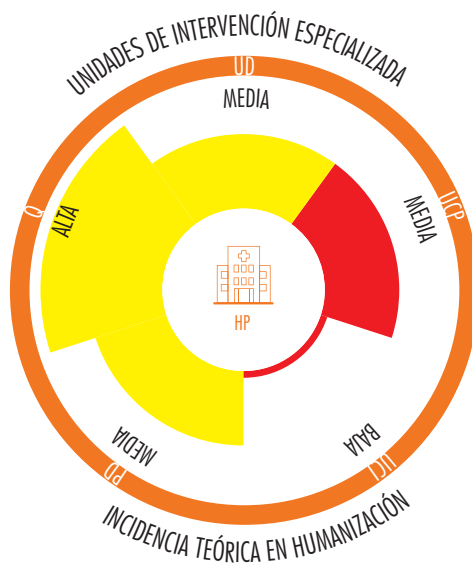 UNIDADES DE INTERVENCIÓN ESPECIALIZADA
UD
MEDIA
Q
ALTA
UCP
MEDIA
HP
PD
MEDIA
UCI
BAJA
INCIDENCIA TEÓRICA EN HUMANIZACIÓN